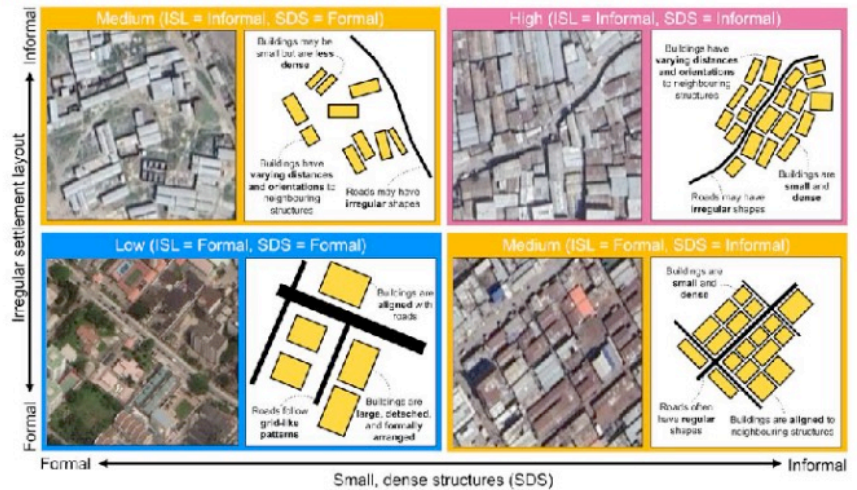 Medium (ISL = Informal, SDS = Formal)
Buildings may be
small but are less
dense
Buildings have
varying distances
and orientations to
neighbouring
structures
Roads may have
irregular shapes
High (ISL = Informal, SDS = Informal)
Buildings have
varying distances
and orientations
to neighbouring
structures
Roads may have
irregular shapes
Buildings are
small and
dense
Low (ISL = Formal, SDS = Formal)
Buildings are
aligned with
roads
Roads follow
grid-like
patterns
Buildings are
large, detached,
and formally
arranged
Medium (ISL = Formal, SDS = Informal)
Buildings are
small and
dense
Roads often
have regular
shapes
Buildings are aligned to
neighbouring structures
Informal
Irregular settlement layout
Formal
Formal
Informal
Small, dense structures (SDS)